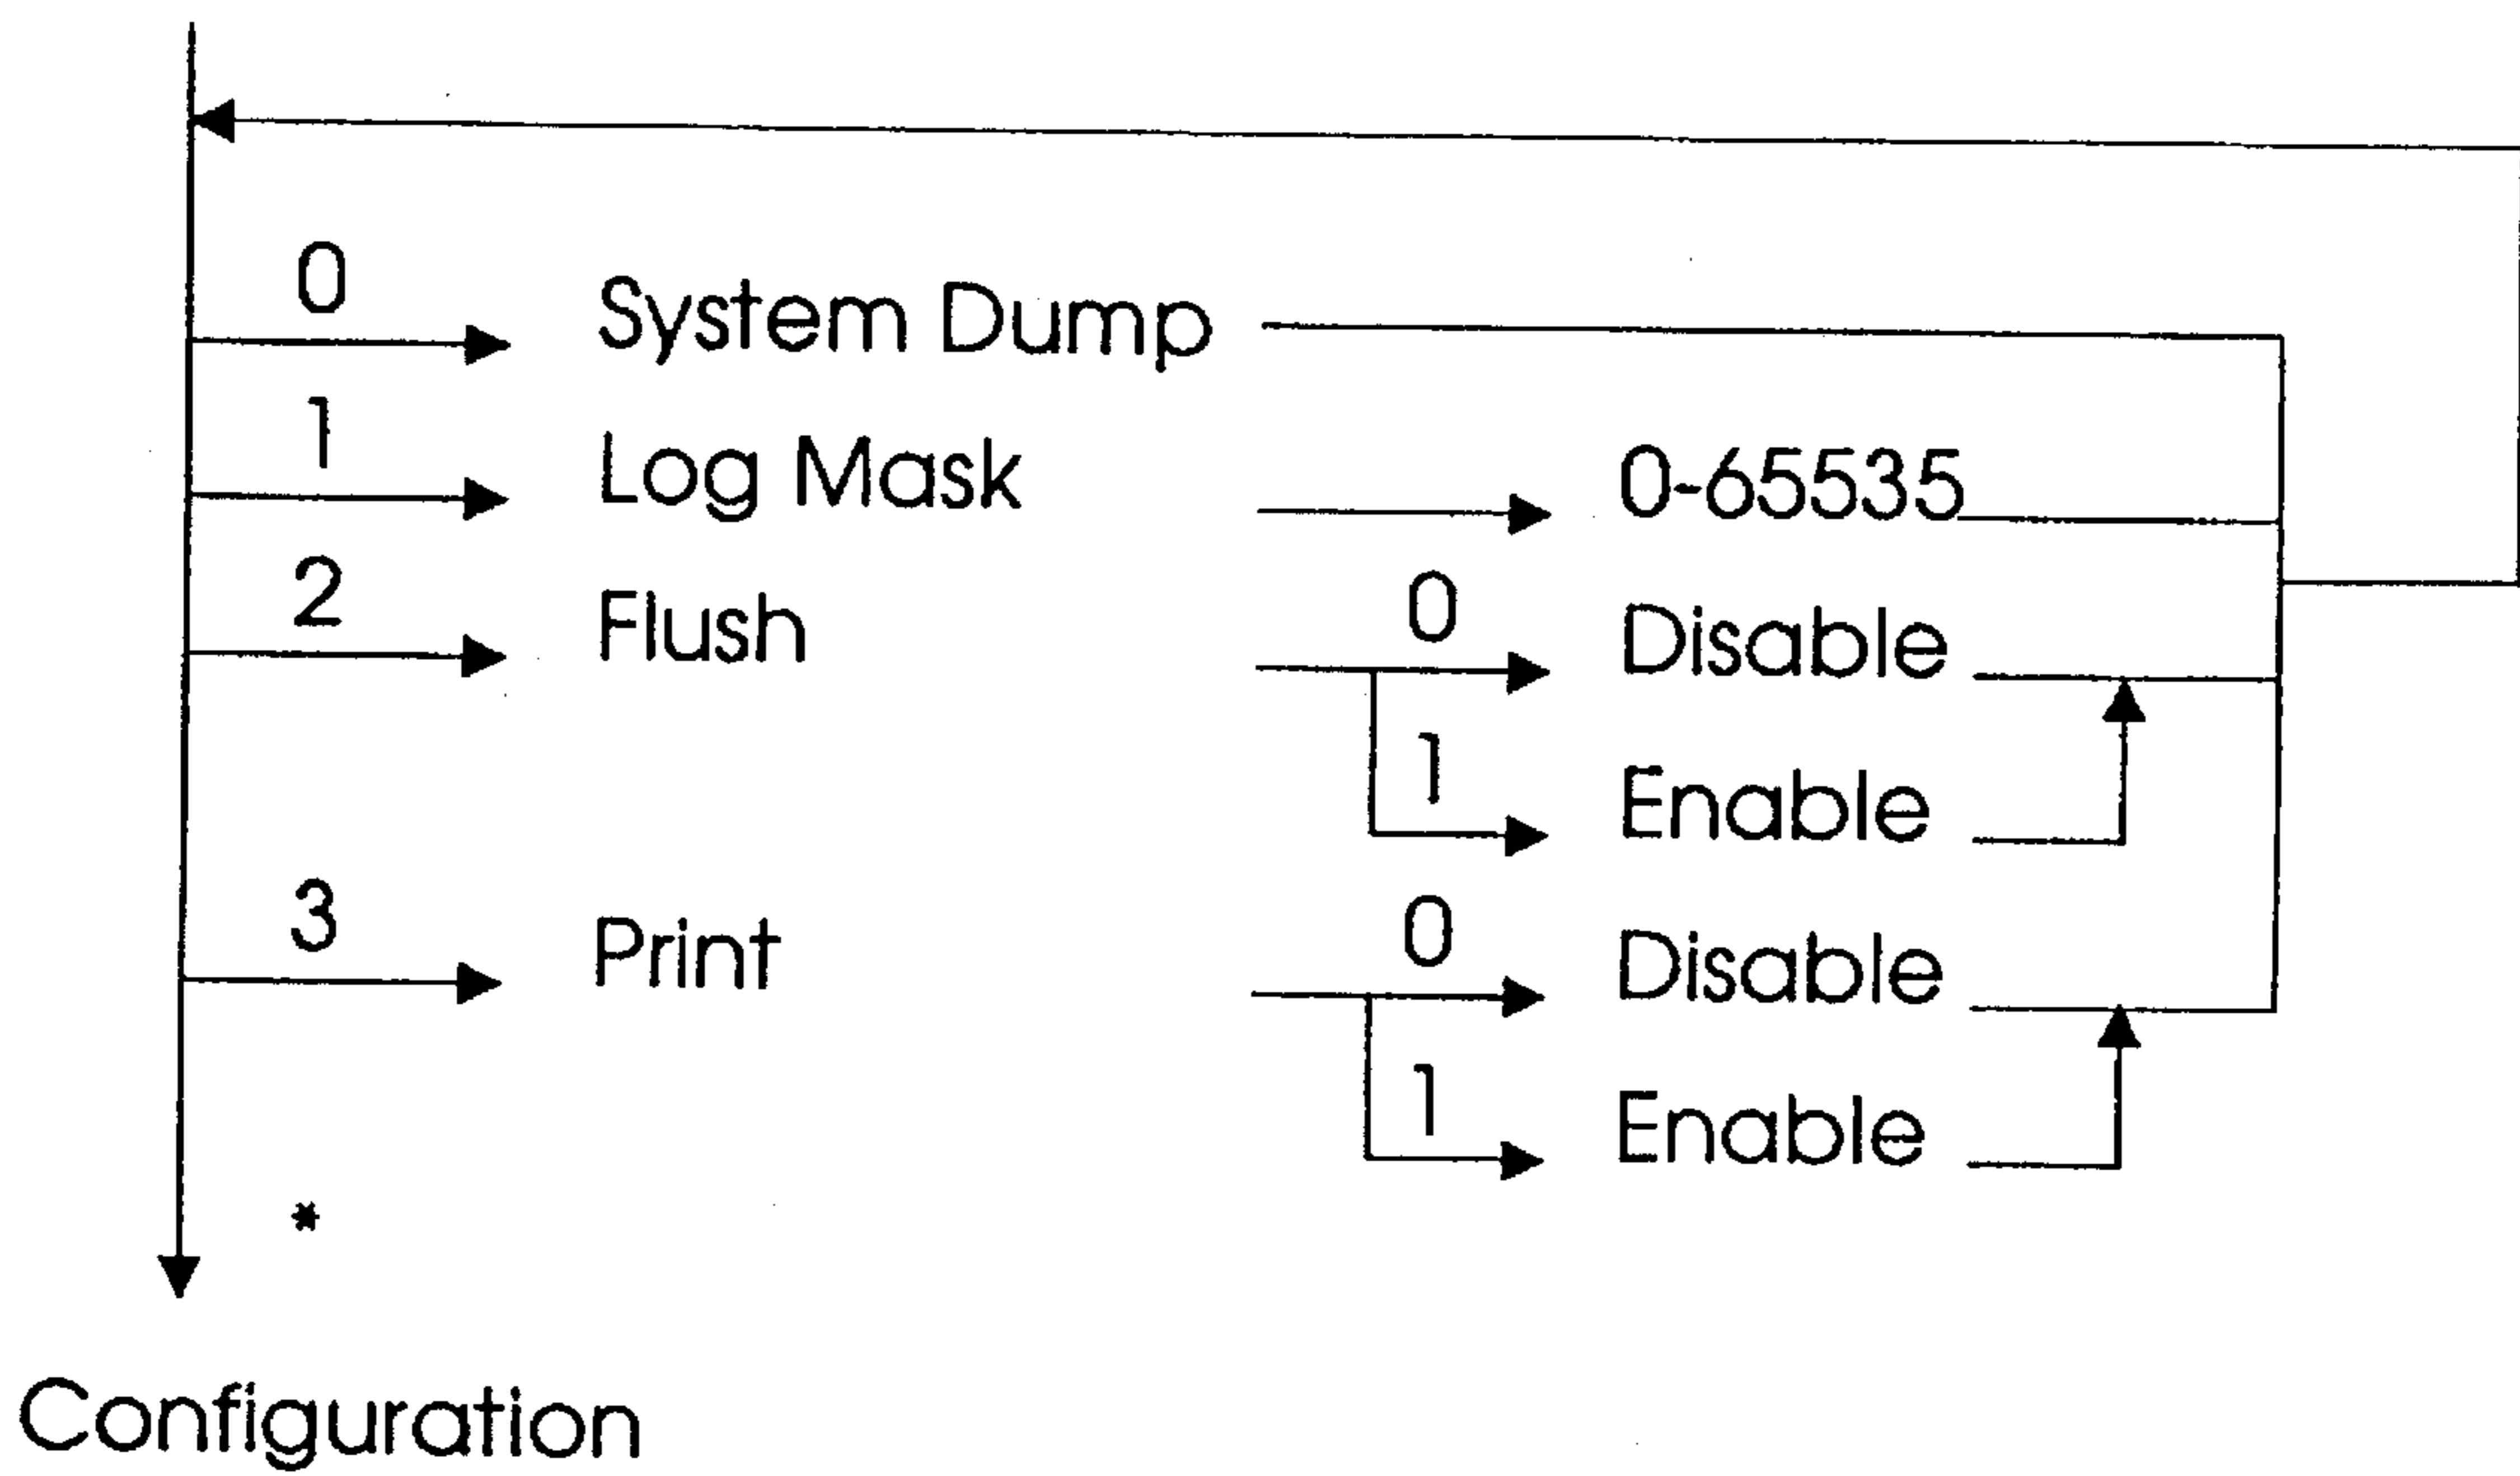 0
System Dump
1
Log Mask
0-65535
2
Flush
0
Disable
1
Enable
3
Print
0
Disable
1
Enable
*
Configuration